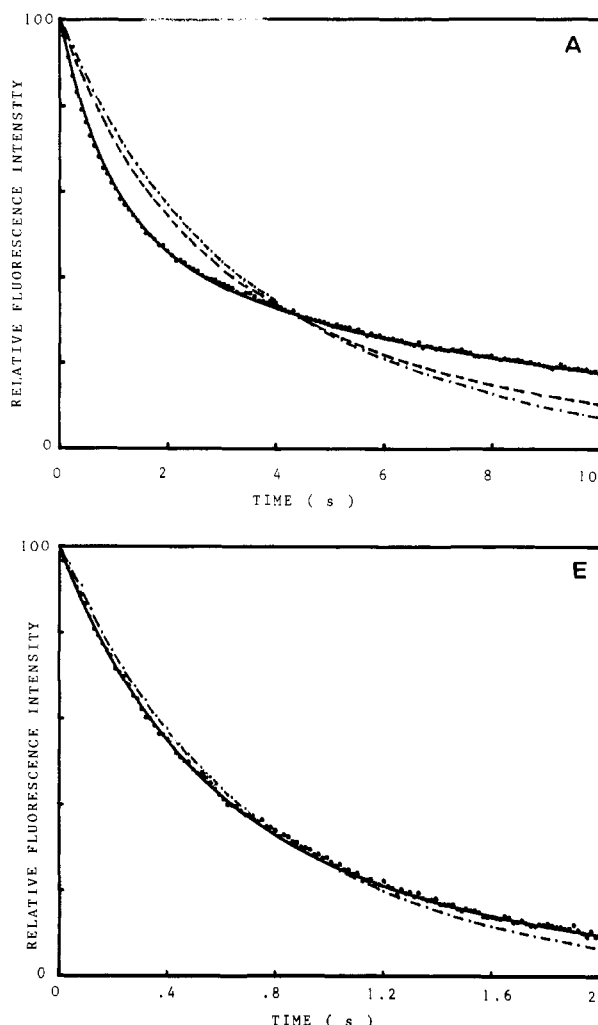 100
A
RELATIVE FLUORESCENCE INTENSITY
0
0 2 4 6 8 10
TIME ( s )
100
E
RELATIVE FLUORESCENCE INTENSITY
0
0 .4 .8 1.2 1.6 2
TIME ( s )